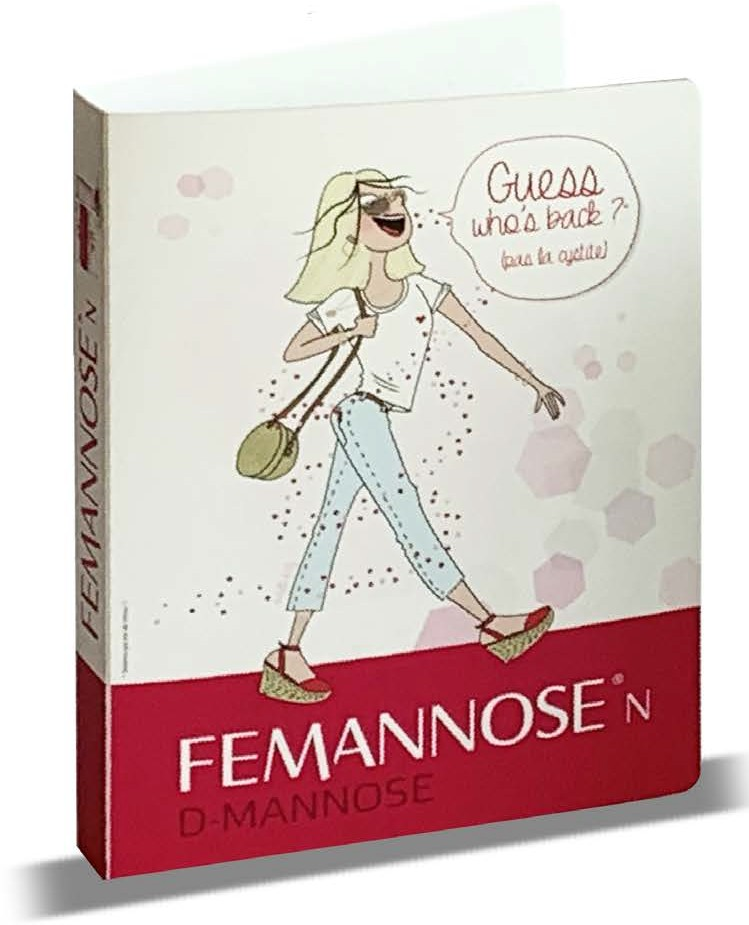 Guess
who's back ?
(pas la cystite)
FEMANNOSE® N
D-MANNOSE
FEMANNOSE® N